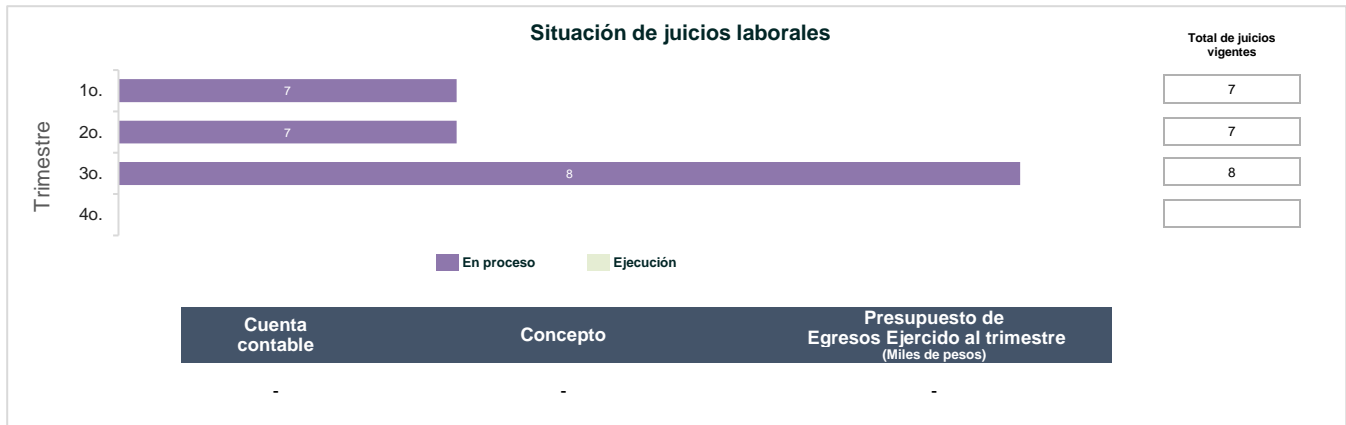 Situación de juicios laborales
Total de juicios
vigentes
Trimestre
1o.
7
7
2o.
7
7
3o.
8
8
4o.
En proceso
Ejecución
Cuenta
contable
Concepto
Presupuesto de
Egresos Ejercido al trimestre
(Miles de pesos)
-
-
-